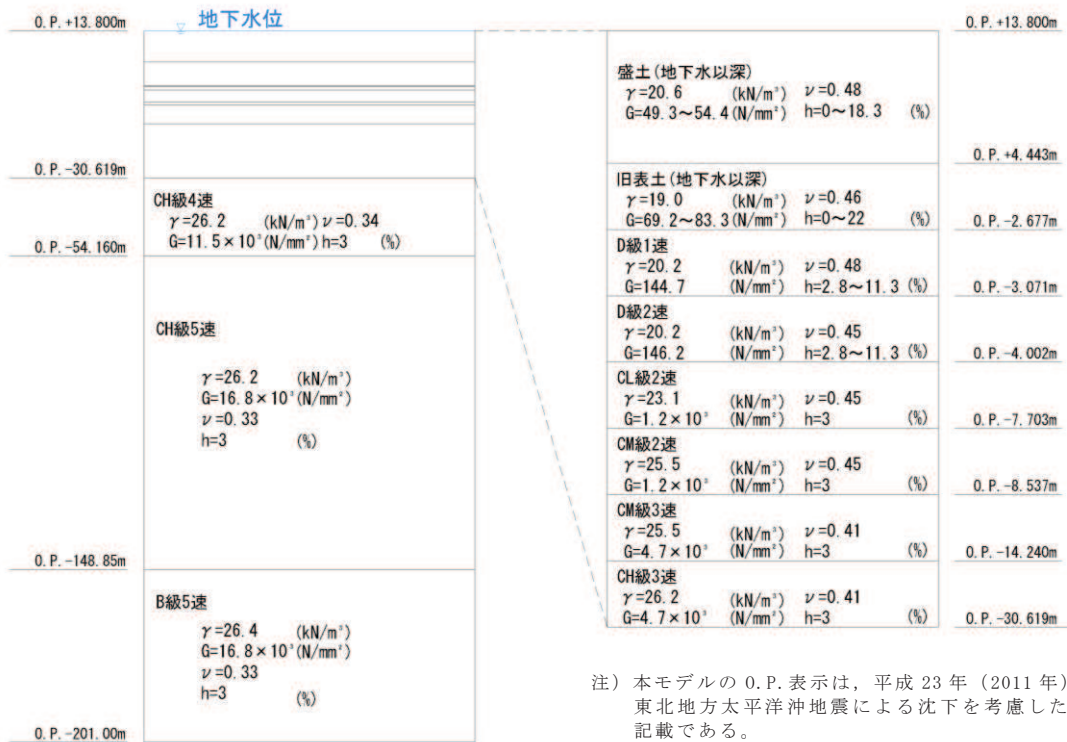 O.P.+13.800m
地下水位
O.P.-30.619m
CH級4速
γ=26.2 (kN/m³) ν=0.34
G=11.5×10³(N/mm²) h=3 (%)
O.P.-54.160m
CH級5速
γ=26.2 (kN/m³)
G=16.8×10³(N/mm²)
ν=0.33
h=3 (%)
O.P.-148.85m
B級5速
γ=26.4 (kN/m³)
G=16.8×10³(N/mm²)
ν=0.33
h=3 (%)
O.P.-201.00m
O.P.+13.800m
盛土(地下水以深)
γ=20.6 (kN/m³) ν=0.48
G=49.3~54.4(N/mm²) h=0~18.3 (%)
O.P.+4.443m
旧表土(地下水以深)
γ=19.0 (kN/m³) ν=0.46
G=69.2~83.3(N/mm²) h=0~22 (%)
O.P.-2.677m
D級1速
γ=20.2 (kN/m³) ν=0.48
G=144.7 (N/mm²) h=2.8~11.3 (%)
O.P.-3.071m
D級2速
γ=20.2 (kN/m³) ν=0.45
G=146.2 (N/mm²) h=2.8~11.3 (%)
O.P.-4.002m
CL級2速
γ=23.1 (kN/m³) ν=0.45
G=1.2×10³ (N/mm²) h=3 (%)
O.P.-7.703m
CM級2速
γ=25.5 (kN/m³) ν=0.45
G=1.2×10³ (N/mm²) h=3 (%)
O.P.-8.537m
CM級3速
γ=25.5 (kN/m³) ν=0.41
G=4.7×10³ (N/mm²) h=3 (%)
O.P.-14.240m
CH級3速
γ=26.2 (kN/m³) ν=0.41
G=4.7×10³ (N/mm²) h=3 (%)
O.P.-30.619m
注)本モデルのO.P.表示は,平成23年(2011年)
東北地方太平洋沖地震による沈下を考慮した
記載である。